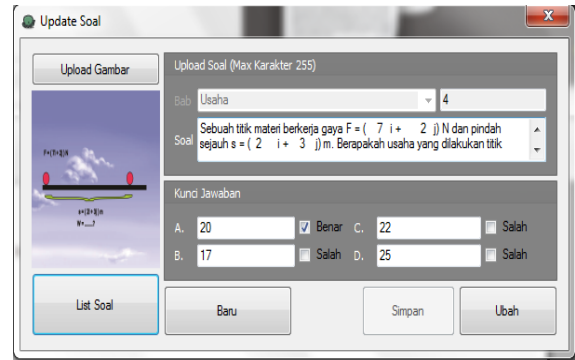 Update Soal
X
Upload Gambar
Upload Soal (Max Karakter 255)
Bab Usaha 4
Soal Sebuah titik materi berkerja gaya F = ( 7 i + 2 j) N dan pindah
sejauh s = ( 2 i + 3 j) m. Berapakah usaha yang dilakukan titik
W=....?
Kunci Jawaban
A. 20 Benar C. 22 Salah
B. 17 Salah D. 25 Salah
List Soal
Baru
Simpan
Ubah